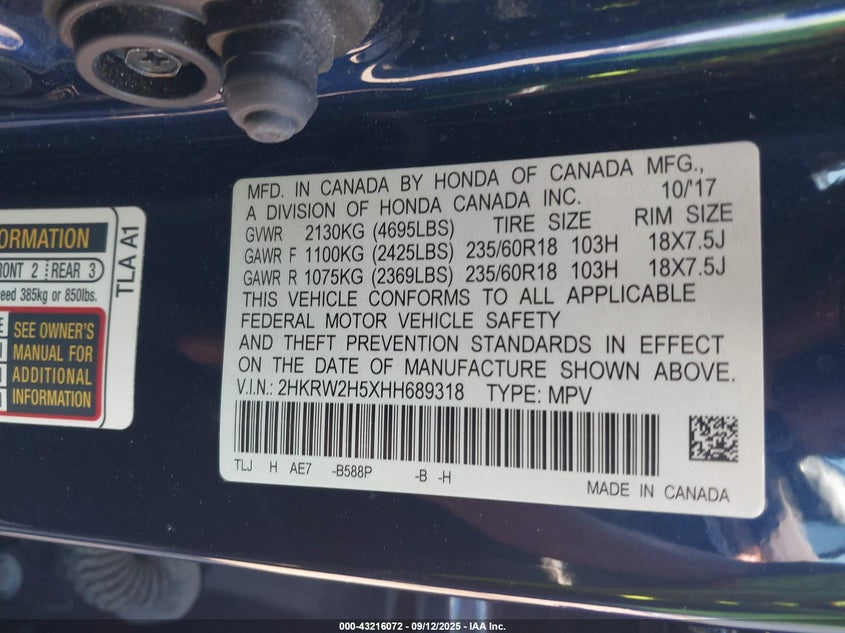 MFD. IN CANADA BY HONDA OF CANADA MFG.,
A DIVISION OF HONDA CANADA INC. 10/'17
GVWR 2130KG (4695LBS) TIRE SIZE RIM SIZE
GAWR F 1100KG (2425LBS) 235/60R18 103H 18X7.5J
GAWR R 1075KG (2369LBS) 235/60R18 103H 18X7.5J
THIS VEHICLE CONFORMS TO ALL APPLICABLE
FEDERAL MOTOR VEHICLE SAFETY
AND THEFT PREVENTION STANDARDS IN EFFECT
ON THE DATE OF MANUFACTURE SHOWN ABOVE.
V.I.N.: 2HKRW2H5XHH689318 TYPE: MPV
TLJ H AE7 -B588P -B -H
MADE IN CANADA
REAR 3
385kg or 850lbs.
SEE OWNER'S
MANUAL FOR
ADDITIONAL
INFORMATION
TLA A1
000-43216072 - 09/12/2025 - IAA Inc.